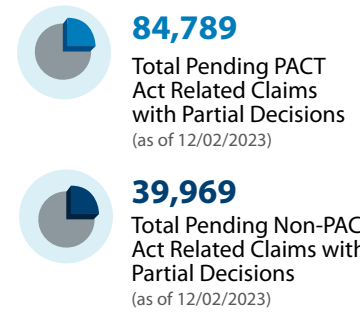 84,789
Total Pending PACT
Act Related Claims
with Partial Decisions
(as of 12/02/2023)
39,969
Total Pending Non-PAC
Act Related Claims with
Partial Decisions
(as of 12/02/2023)